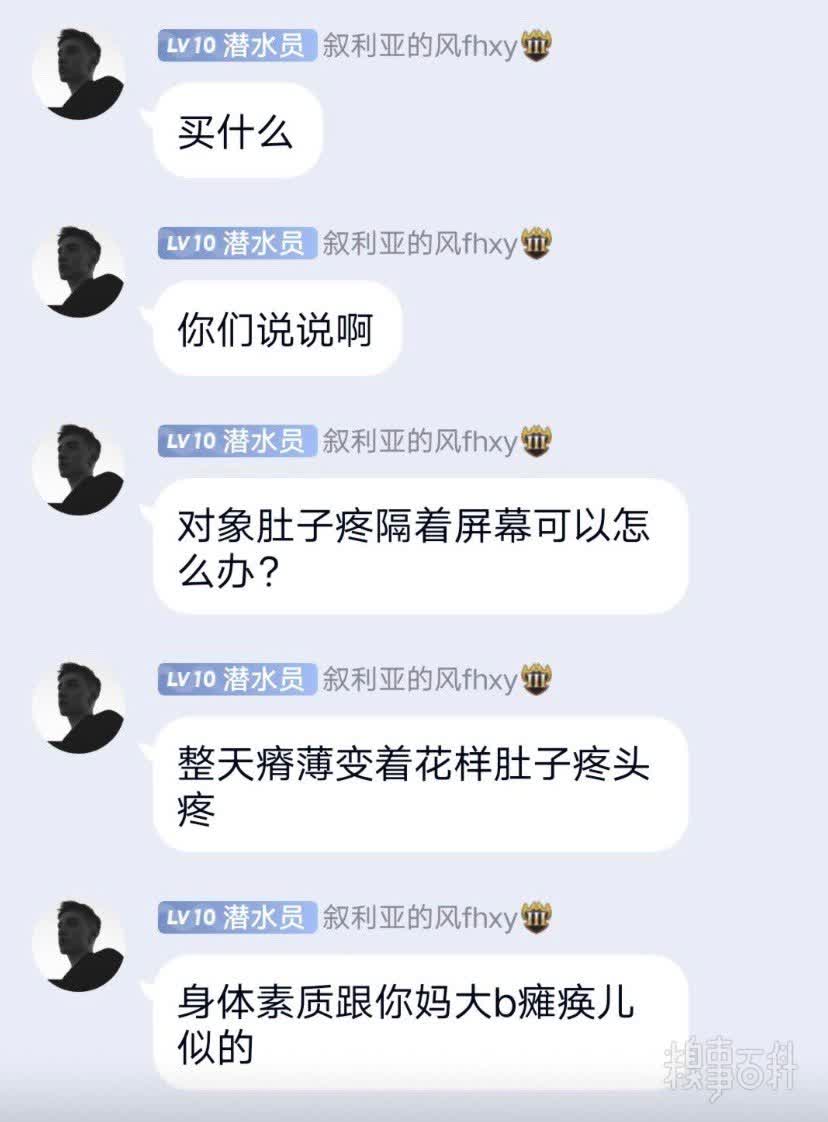 LV10 潜水员 叙利亚的风fhxy
买什么
LV10 潜水员 叙利亚的风fhxy
你们说说啊
LV10 潜水员 叙利亚的风fhxy
对象肚子疼隔着屏幕可以怎
么办?
LV10 潜水员 叙利亚的风fhxy
整天瘠薄变着花样肚子疼头
疼
LV10 潜水员 叙利亚的风fhxy
身体素质跟你妈大b瘫痪儿
似的
糗事百科